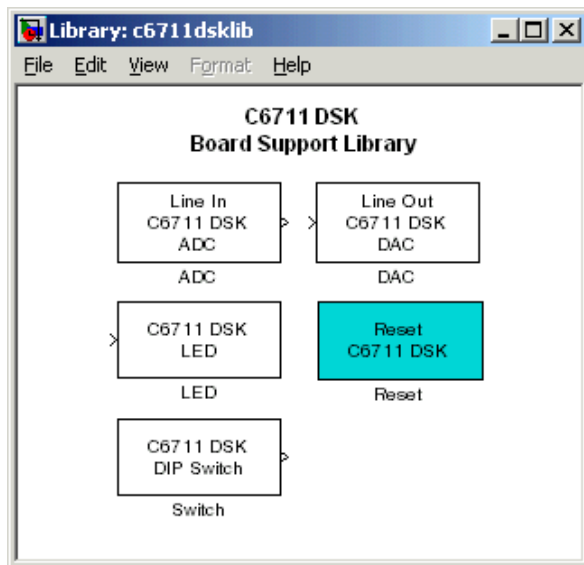 Library: c6711dsklib
File Edit View Format Help
C6711 DSK
Board Support Library
Line In
C6711 DSK
ADC
ADC
Line Out
C6711 DSK
DAC
DAC
C6711 DSK
LED
LED
Reset
C6711 DSK
Reset
C6711 DSK
DIP Switch
Switch